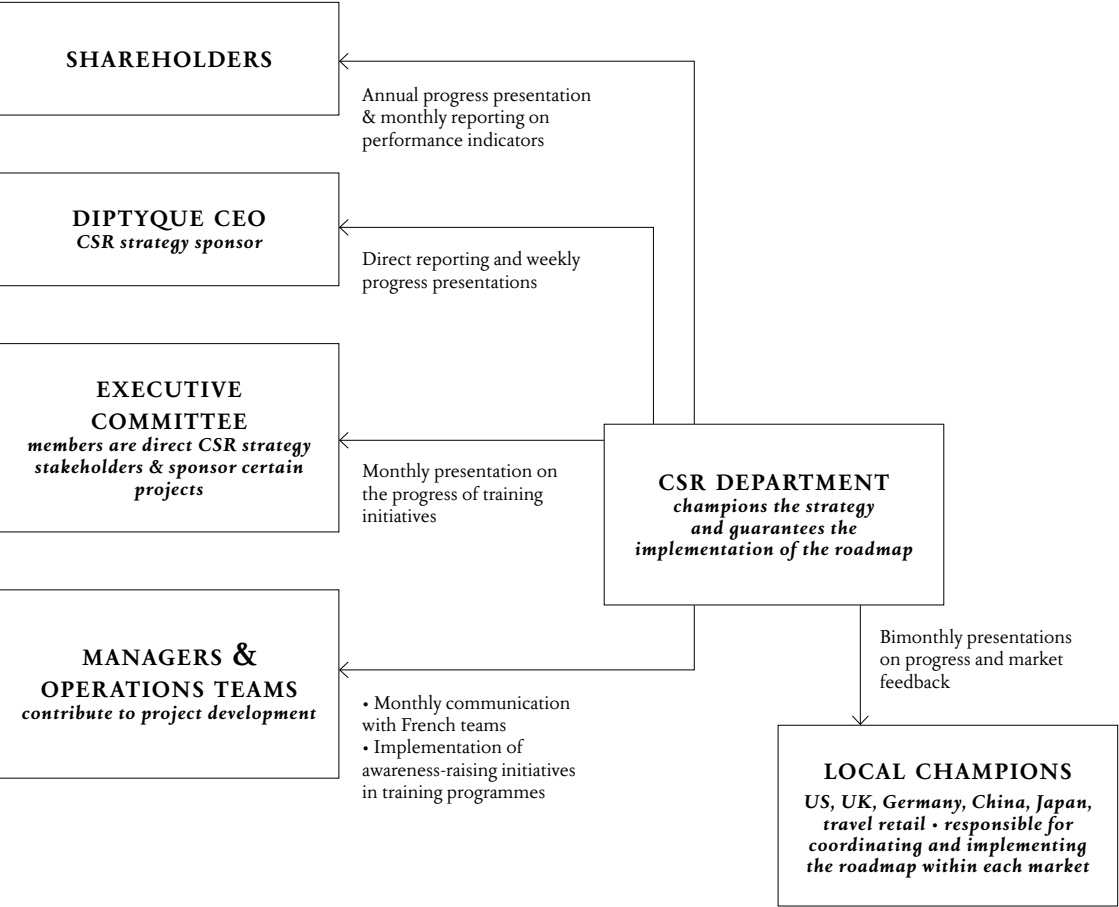 SHAREHOLDERS
Annual progress presentation
& monthly reporting on
performance indicators
DIPTYQUE CEO
CSR strategy sponsor
Direct reporting and weekly
progress presentations
EXECUTIVE
COMMITTEE
members are direct CSR strategy
stakeholders & sponsor certain
projects
Monthly presentation on
the progress of training
initiatives
CSR DEPARTMENT
champions the strategy
and guarantees the
implementation of the roadmap
MANAGERS &
OPERATIONS TEAMS
contribute to project development
• Monthly communication
with French teams
• Implementation of
awareness-raising initiatives
in training programmes
Bimonthly presentations
on progress and market
feedback
LOCAL CHAMPIONS
US, UK, Germany, China, Japan,
travel retail • responsible for
coordinating and implementing
the roadmap within each market